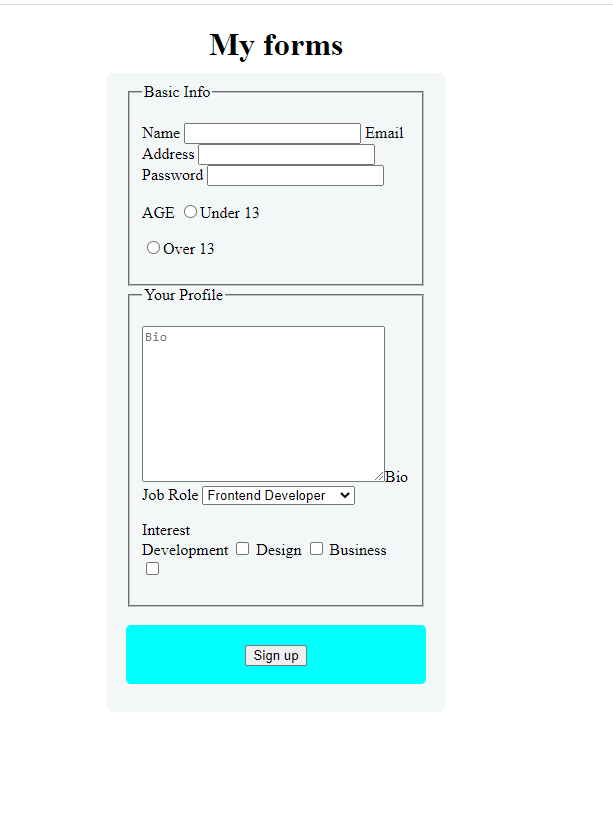 My forms
Basic Info
Name Email
Address
Password
AGE Under 13
Over 13
Your Profile
Bio
Bio
Job Role Frontend Developer
Interest
Development Design Business
Sign up